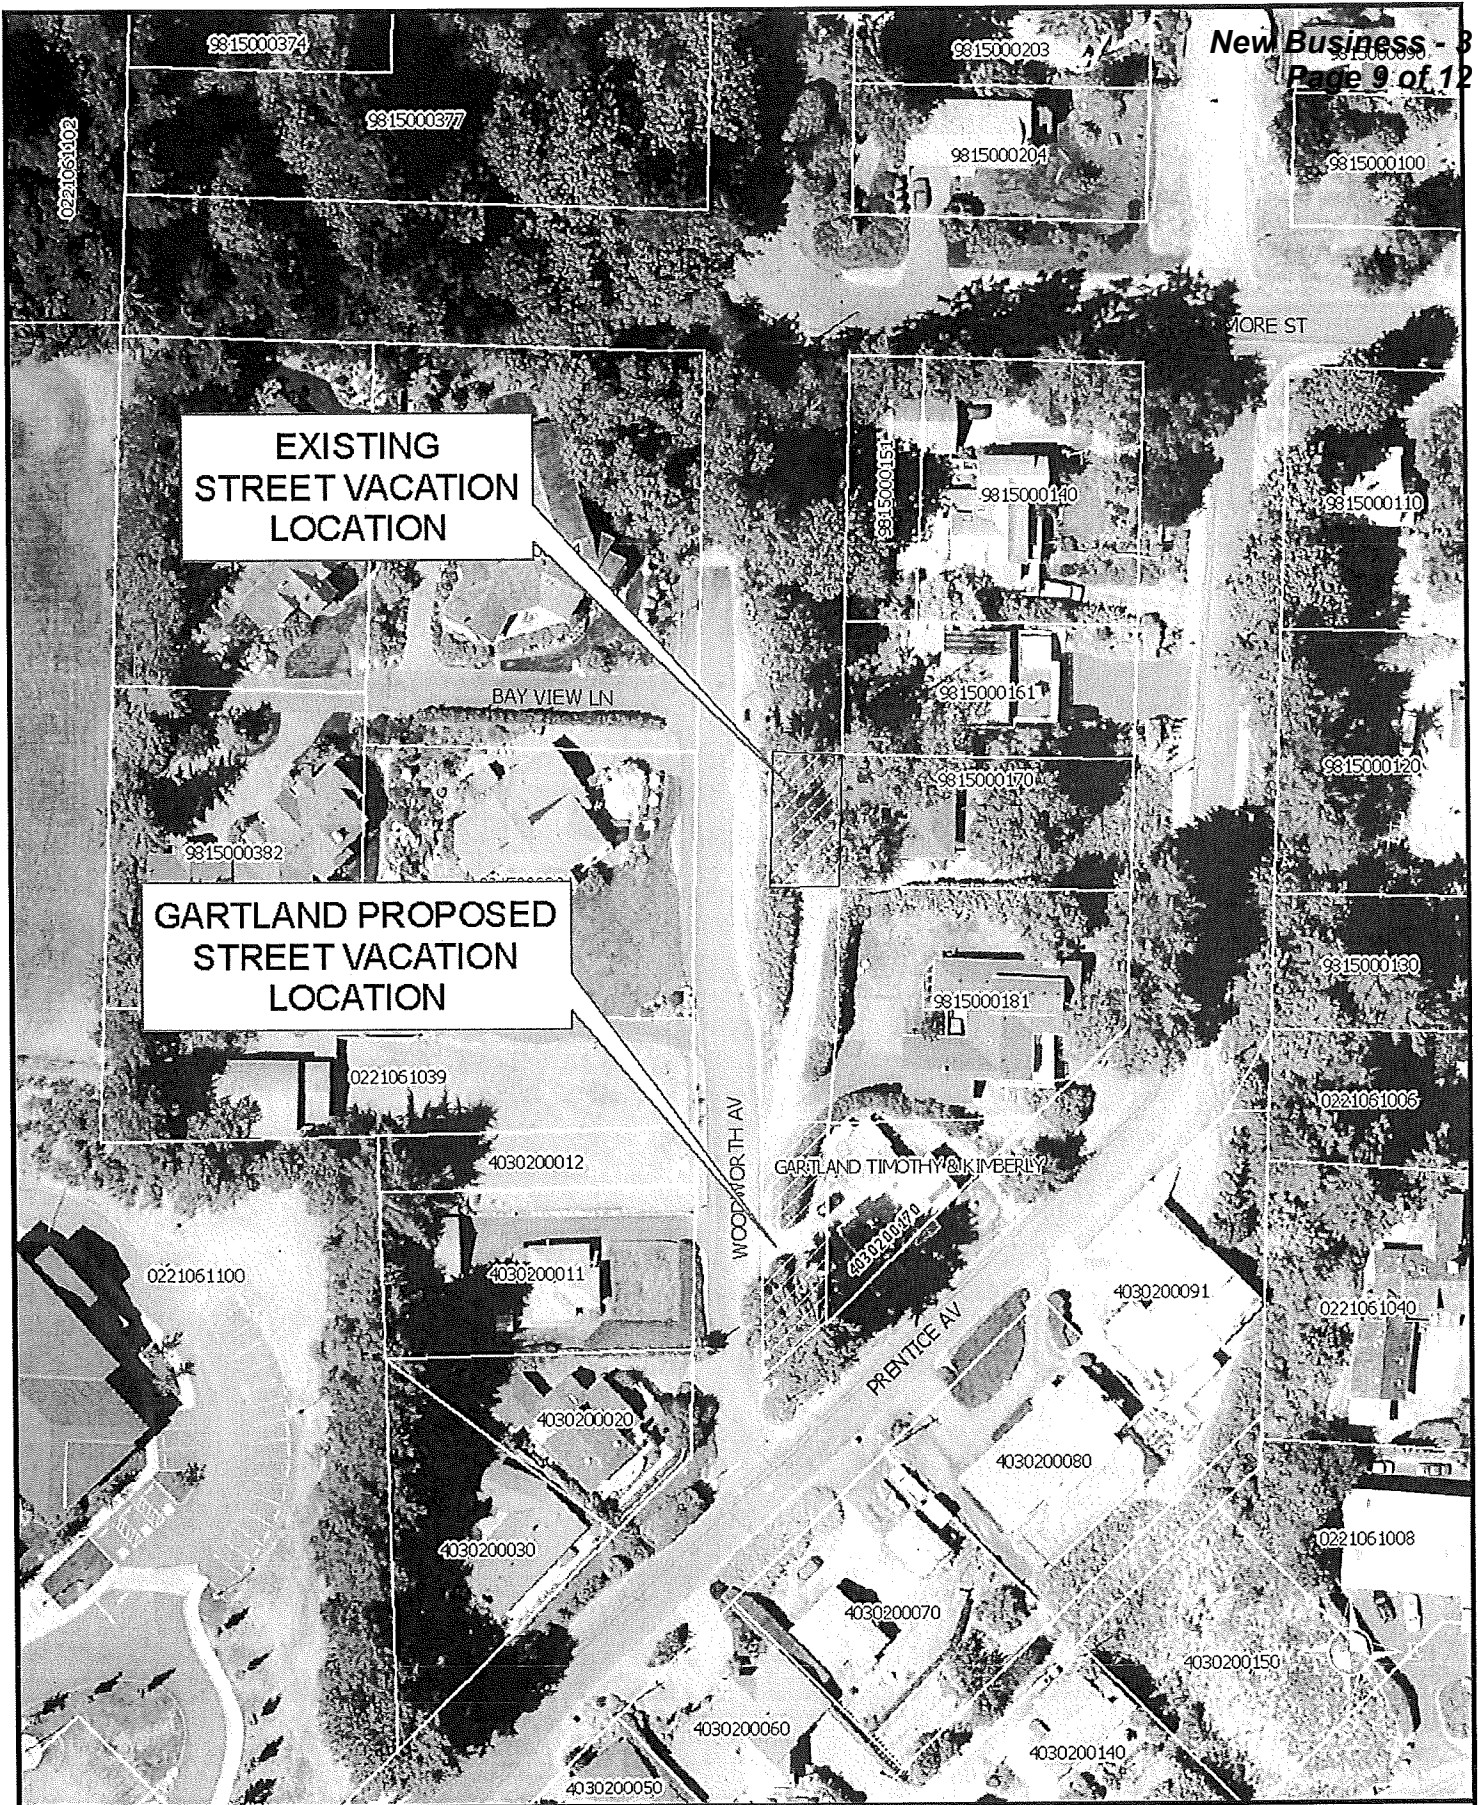 9815000374
9815000203
New Business - 3
9815000090
Page 9 of 12
9815000377
0221061102
9815000204
9815000100
MORE ST
EXISTING
STREET VACATION
LOCATION
9815000151
9815000140
9815000110
BAY VIEW LN
9815000161
9815000170
9815000120
9815000382
GARTLAND PROPOSED
STREET VACATION
LOCATION
9815000130
9815000181
0221061039
0221061006
WOODWORTH AV
4030200012
GARTLAND TIMOTHY & KIMBERLY
4030200170
0221061100
4030200011
4030200091
0221061040
PRENTICE AV
4030200020
4030200080
4030200030
0221061008
4030200070
4030200150
4030200060
4030200140
4030200050